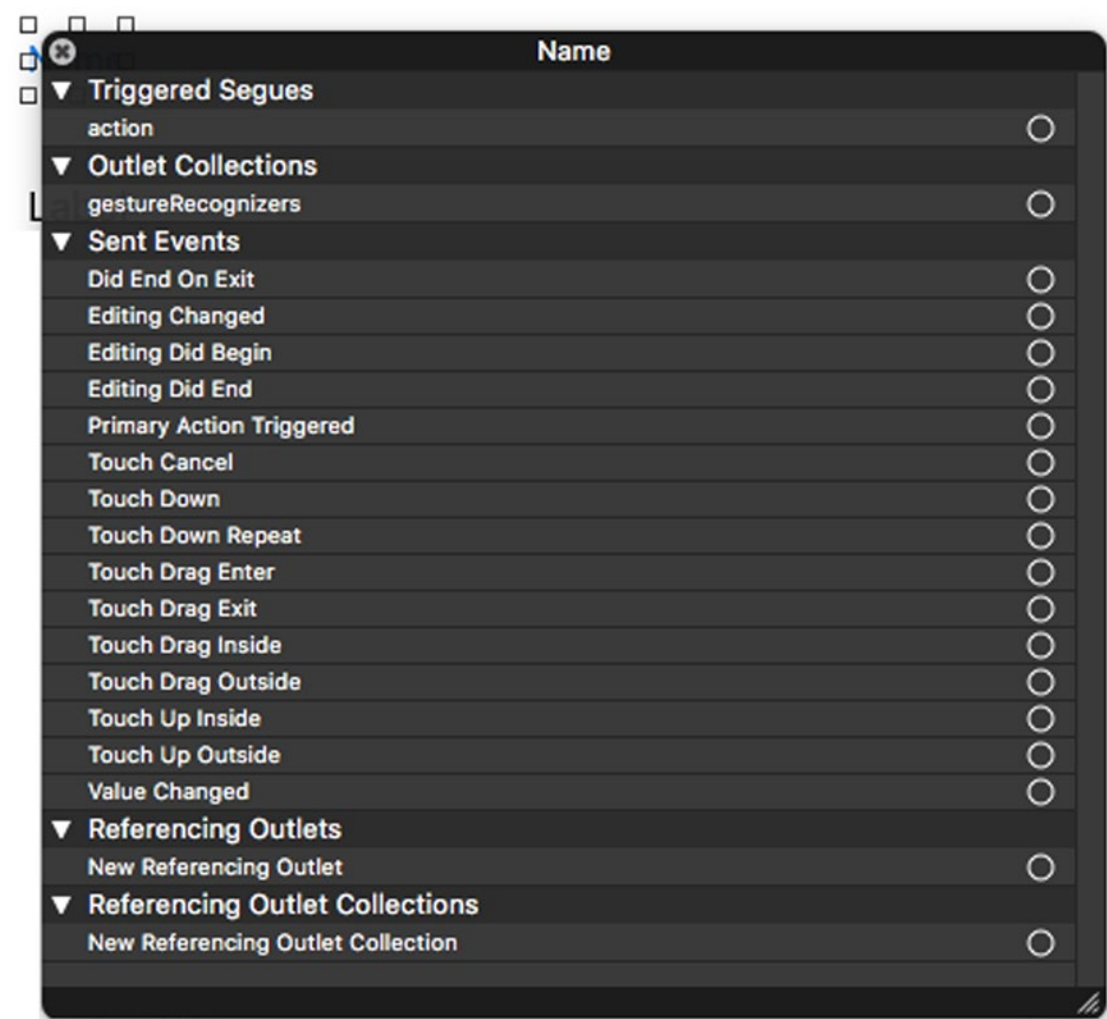 Name
Triggered Segues
action
Outlet Collections
gestureRecognizers
Sent Events
Did End On Exit
Editing Changed
Editing Did Begin
Editing Did End
Primary Action Triggered
Touch Cancel
Touch Down
Touch Down Repeat
Touch Drag Enter
Touch Drag Exit
Touch Drag Inside
Touch Drag Outside
Touch Up Inside
Touch Up Outside
Value Changed
Referencing Outlets
New Referencing Outlet
Referencing Outlet Collections
New Referencing Outlet Collection